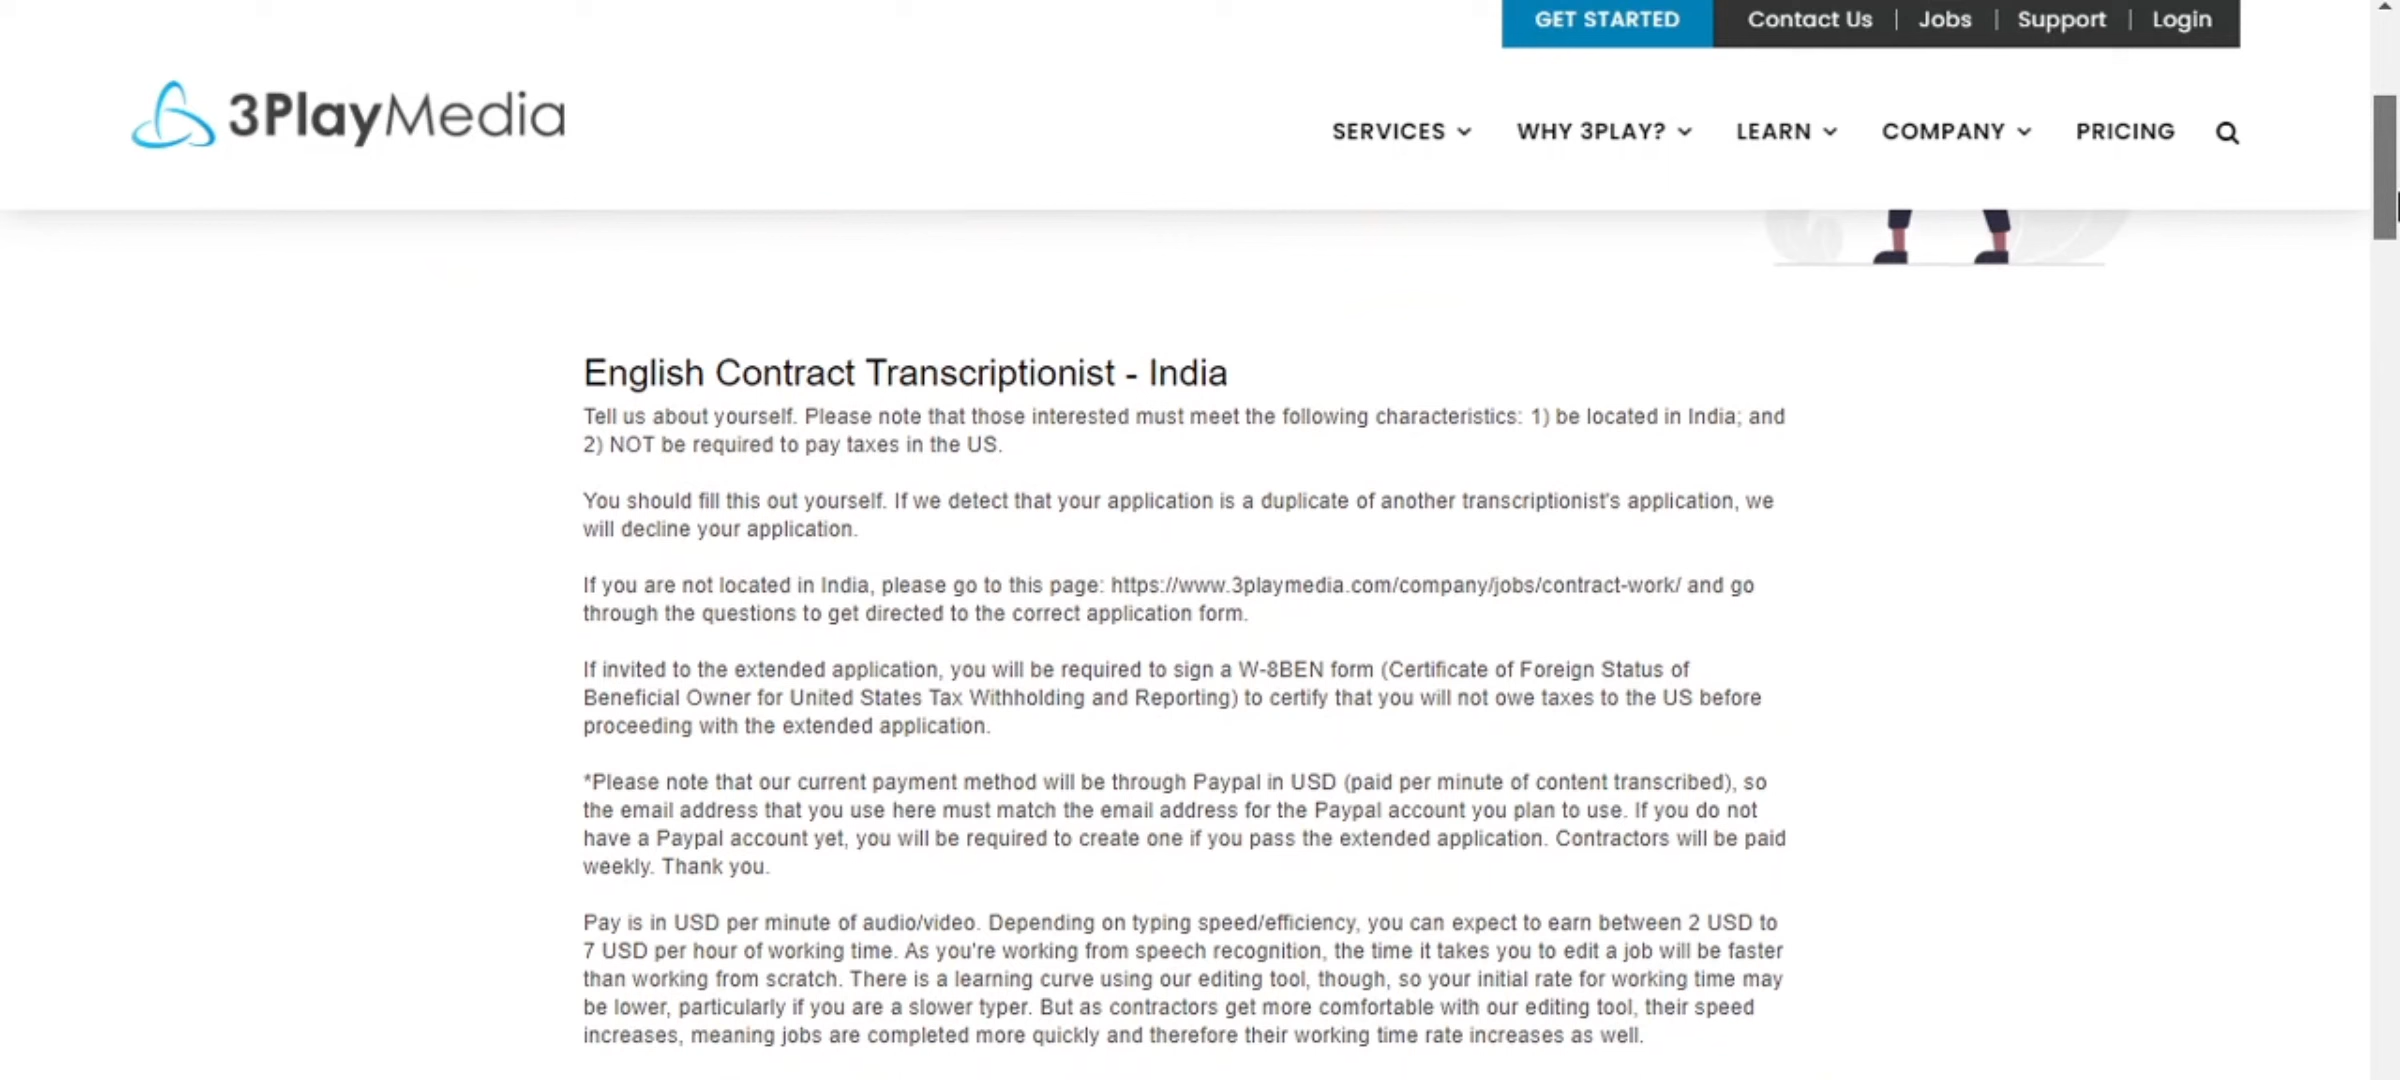 GET STARTED Contact Us | Jobs | Support | Login
3PlayMedia
SERVICES WHY 3PLAY? LEARN COMPANY PRICING
English Contract Transcriptionist - India
Tell us about yourself. Please note that those interested must meet the following characteristics: 1) be located in India; and
2) NOT be required to pay taxes in the US.
You should fill this out yourself. If we detect that your application is a duplicate of another transcriptionist's application, we
will decline your application.
If you are not located in India, please go to this page: https://www.3playmedia.com/company/jobs/contract-work/ and go
through the questions to get directed to the correct application form.
If invited to the extended application, you will be required to sign a W-8BEN form (Certificate of Foreign Status of
Beneficial Owner for United States Tax Withholding and Reporting) to certify that you will not owe taxes to the US before
proceeding with the extended application.
*Please note that our current payment method will be through Paypal in USD (paid per minute of content transcribed), so
the email address that you use here must match the email address for the Paypal account you plan to use. If you do not
have a Paypal account yet, you will be required to create one if you pass the extended application. Contractors will be paid
weekly. Thank you.
Pay is in USD per minute of audio/video. Depending on typing speed/efficiency, you can expect to earn between 2 USD to
7 USD per hour of working time. As you're working from speech recognition, the time it takes you to edit a job will be faster
than working from scratch. There is a learning curve using our editing tool, though, so your initial rate for working time may
be lower, particularly if you are a slower typer. But as contractors get more comfortable with our editing tool, their speed
increases, meaning jobs are completed more quickly and therefore their working time rate increases as well.